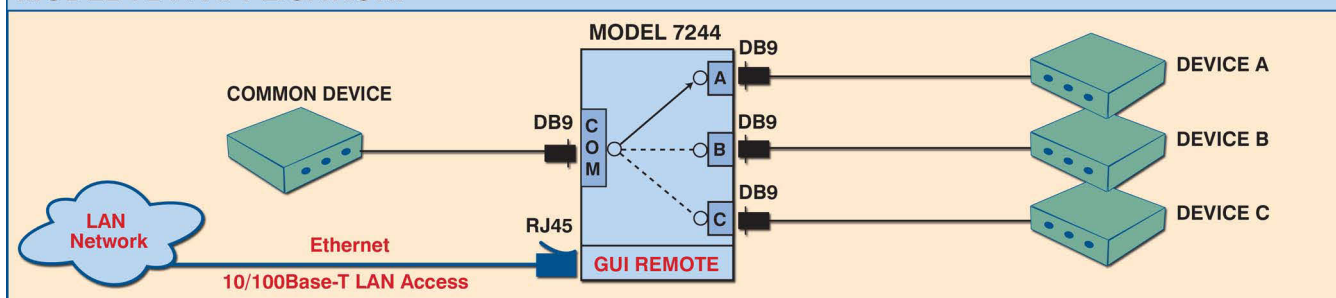 MODEL 7244
DB9
DEVICE A
COMMON DEVICE
A
DB9
DB9
COM
B
DEVICE B
DB9
C
DEVICE C
LAN
Network
RJ45
Ethernet
GUI REMOTE
10/100Base-T LAN Access